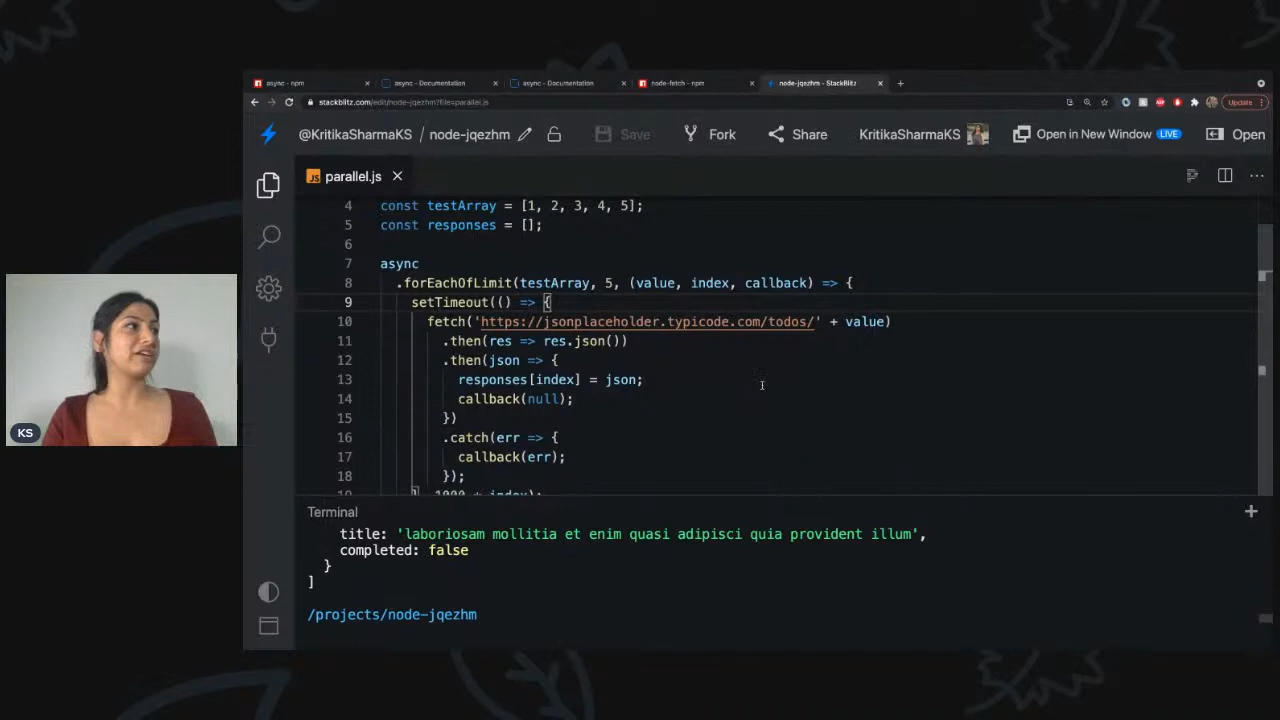 async - npm
async - Documentation
async - Documentation
node-fetch - npm
node-jqezhm - StackBlitz
stackblitz.com/edit/node-jqezhm?file=parallel.js
Update
@KritikaSharmaKS / node-jqezhm
Save
Fork
Share
KritikaSharmaKS
Open in New Window LIVE
Open
JS parallel.js
4 const testArray = [1, 2, 3, 4, 5];
5 const responses = [];
6
7 async
8 .forEachOfLimit(testArray, 5, (value, index, callback) => {
9 setTimeout(() => {
10 fetch('https://jsonplaceholder.typicode.com/todos/' + value)
11 .then(res => res.json())
12 .then(json => {
13 responses[index] = json;
14 callback(null);
15 })
16 .catch(err => {
17 callback(err);
18 });
19 }, 1000 * index);
KS
Terminal
title: 'laboriosam mollitia et enim quasi adipisci quia provident illum',
completed: false
}
]
/projects/node-jqezhm